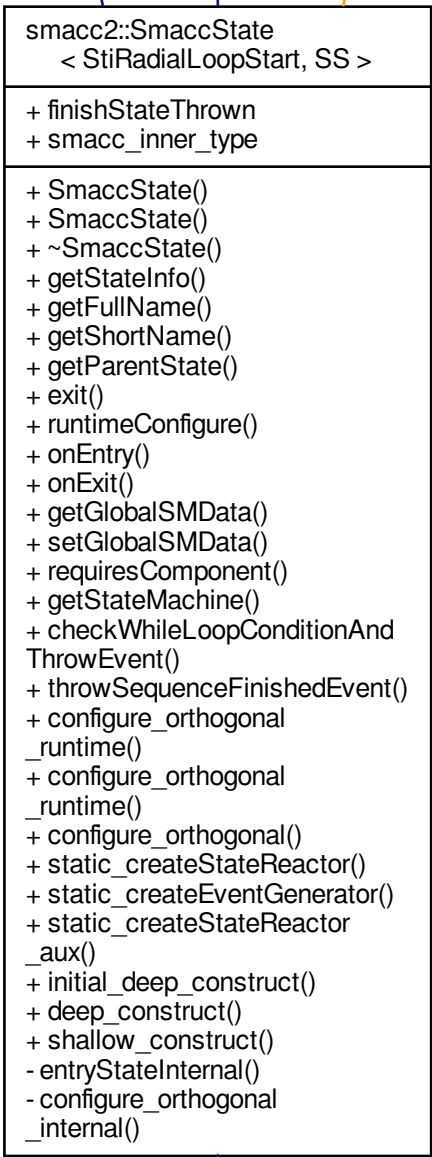 smacc2::SmaccState
< StiRadialLoopStart, SS >
+ finishStateThrown
+ smacc_inner_type
+ SmaccState()
+ SmaccState()
+ ~SmaccState()
+ getStateInfo()
+ getFullName()
+ getShortName()
+ getParentState()
+ exit()
+ runtimeConfigure()
+ onEntry()
+ onExit()
+ getGlobalSMData()
+ setGlobalSMData()
+ requiresComponent()
+ getStateMachine()
+ checkWhileLoopConditionAnd
ThrowEvent()
+ throwSequenceFinishedEvent()
+ configure_orthogonal
_runtime()
+ configure_orthogonal
_runtime()
+ configure_orthogonal()
+ static_createStateReactor()
+ static_createEventGenerator()
+ static_createStateReactor
_aux()
+ initial_deep_construct()
+ deep_construct()
+ shallow_construct()
- entryStateInternal()
- configure_orthogonal
_internal()